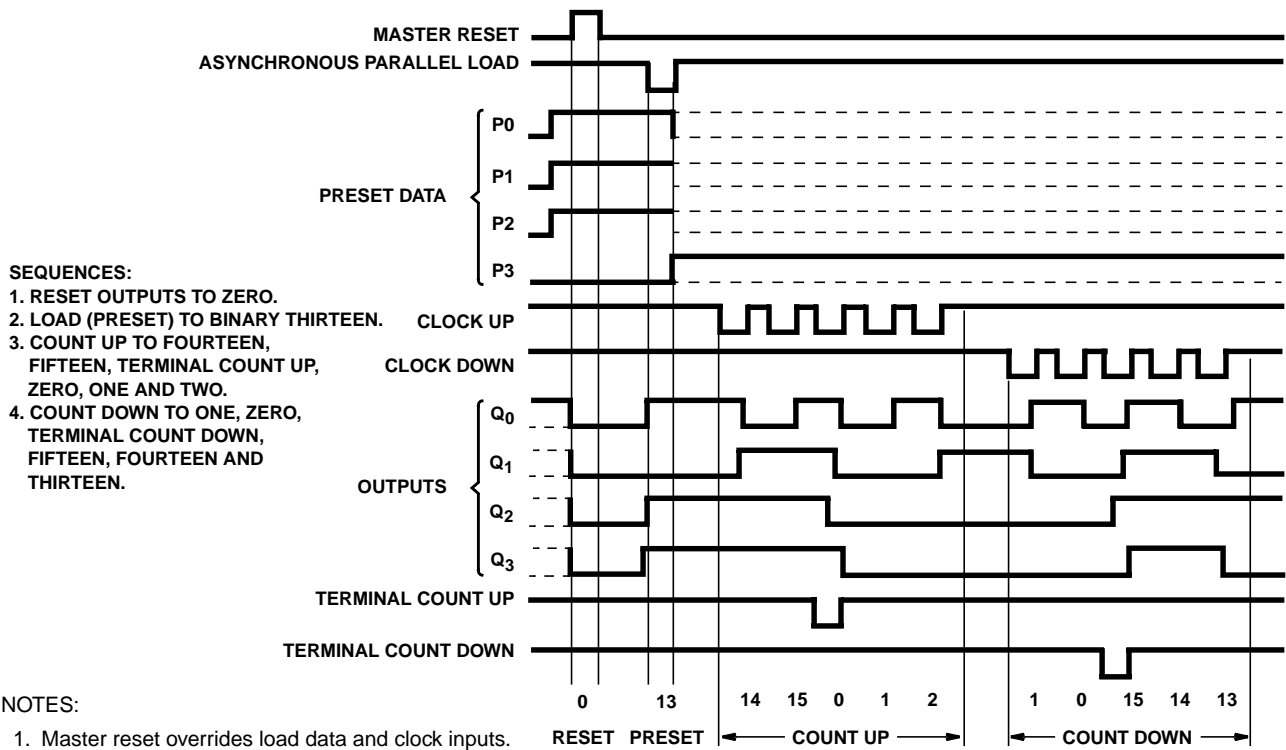 MASTER RESET
ASYNCHRONOUS PARALLEL LOAD
P0
P1
PRESET DATA
P2
P3
SEQUENCES:
1. RESET OUTPUTS TO ZERO.
2. LOAD (PRESET) TO BINARY THIRTEEN.
3. COUNT UP TO FOURTEEN,
FIFTEEN, TERMINAL COUNT UP,
ZERO, ONE AND TWO.
4. COUNT DOWN TO ONE, ZERO,
TERMINAL COUNT DOWN,
FIFTEEN, FOURTEEN AND
THIRTEEN.
CLOCK UP
CLOCK DOWN
Q0
Q1
OUTPUTS
Q2
Q3
TERMINAL COUNT UP
TERMINAL COUNT DOWN
0 13 14 15 0 1 2 1 0 15 14 13
RESET PRESET COUNT UP COUNT DOWN
NOTES:
1. Master reset overrides load data and clock inputs.